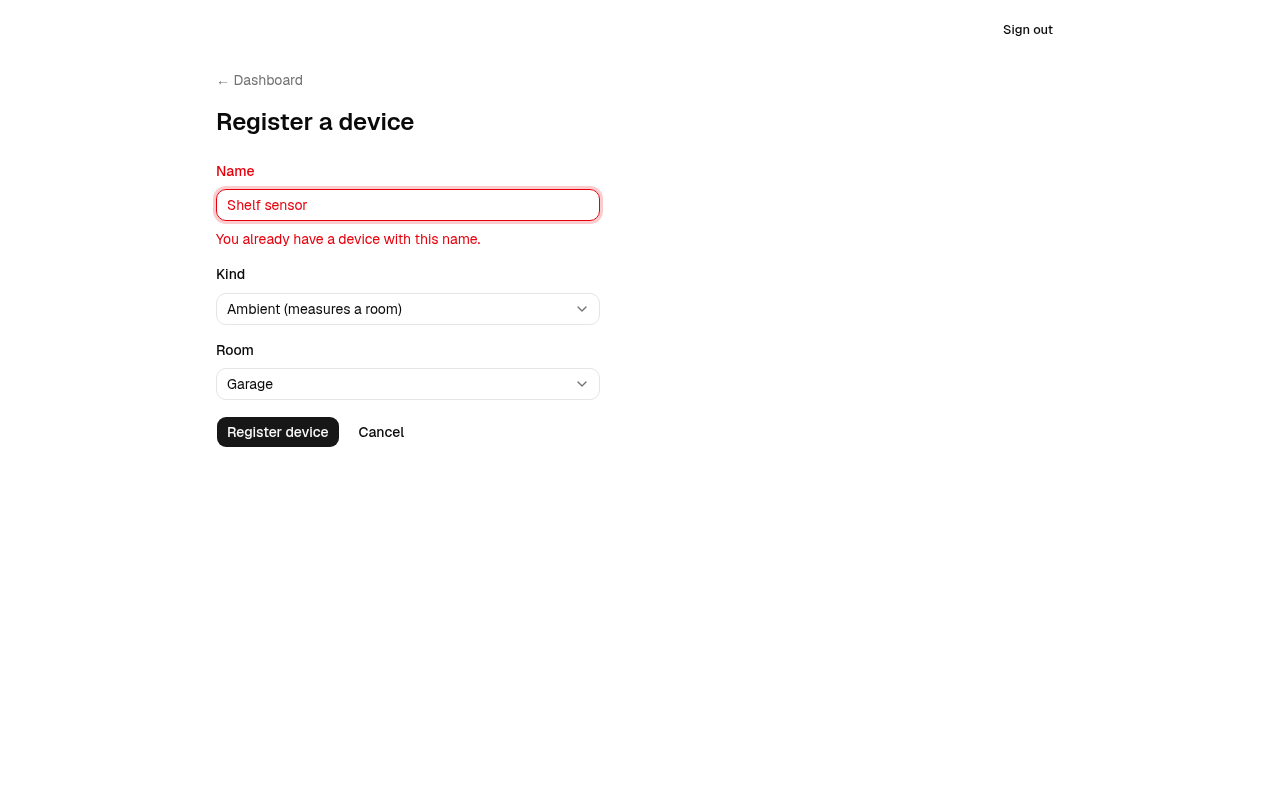 Sign out
← Dashboard
Register a device
Name
Shelf sensor
You already have a device with this name.
Kind
Ambient (measures a room)
Room
Garage
Register device Cancel